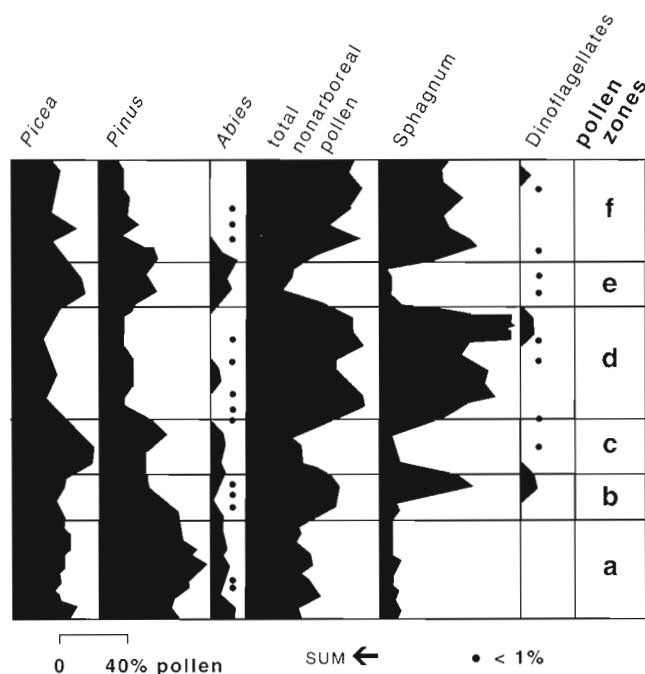 Picea
Pinus
Abies
total
nonarboreal
pollen
Sphagnum
Dinoflagellates
pollen
zones
f
e
d
c
b
a
0 40% pollen
SUM ←
• < 1%